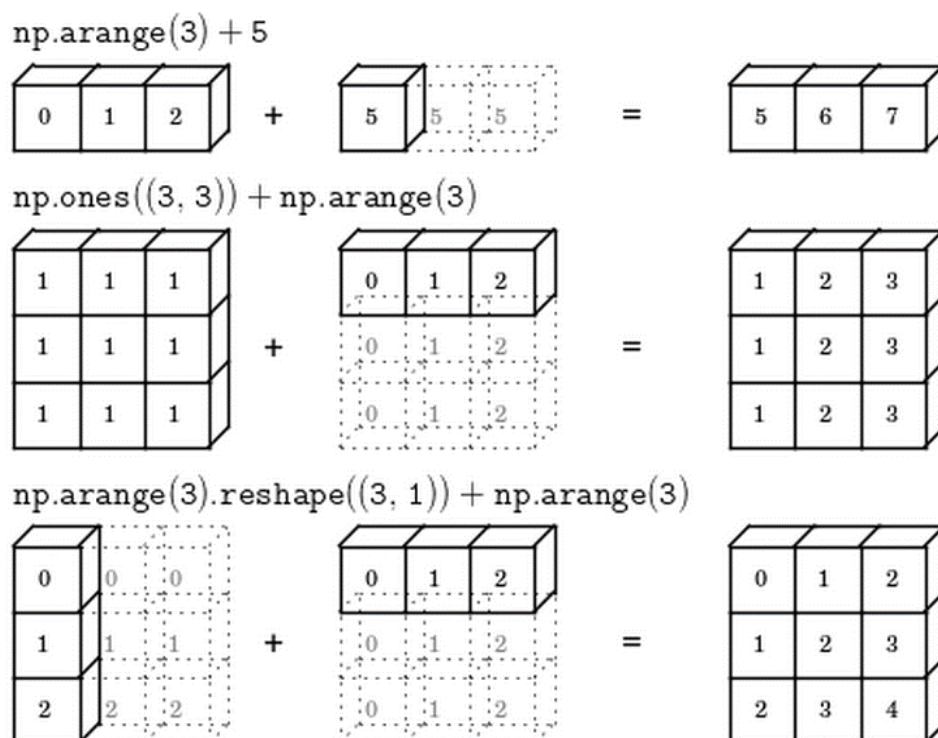 np.arange(3) + 5
0 1 2 + 5 5 5 = 5 6 7
np.ones((3, 3)) + np.arange(3)
1 1 1 0 1 2 1 2 3
1 1 1 + 0 1 2 = 1 2 3
1 1 1 0 1 2 1 2 3
np.arange(3).reshape((3, 1)) + np.arange(3)
0 0 0 0 1 2 0 1 2
1 1 1 + 0 1 2 = 1 2 3
2 2 2 0 1 2 2 3 4